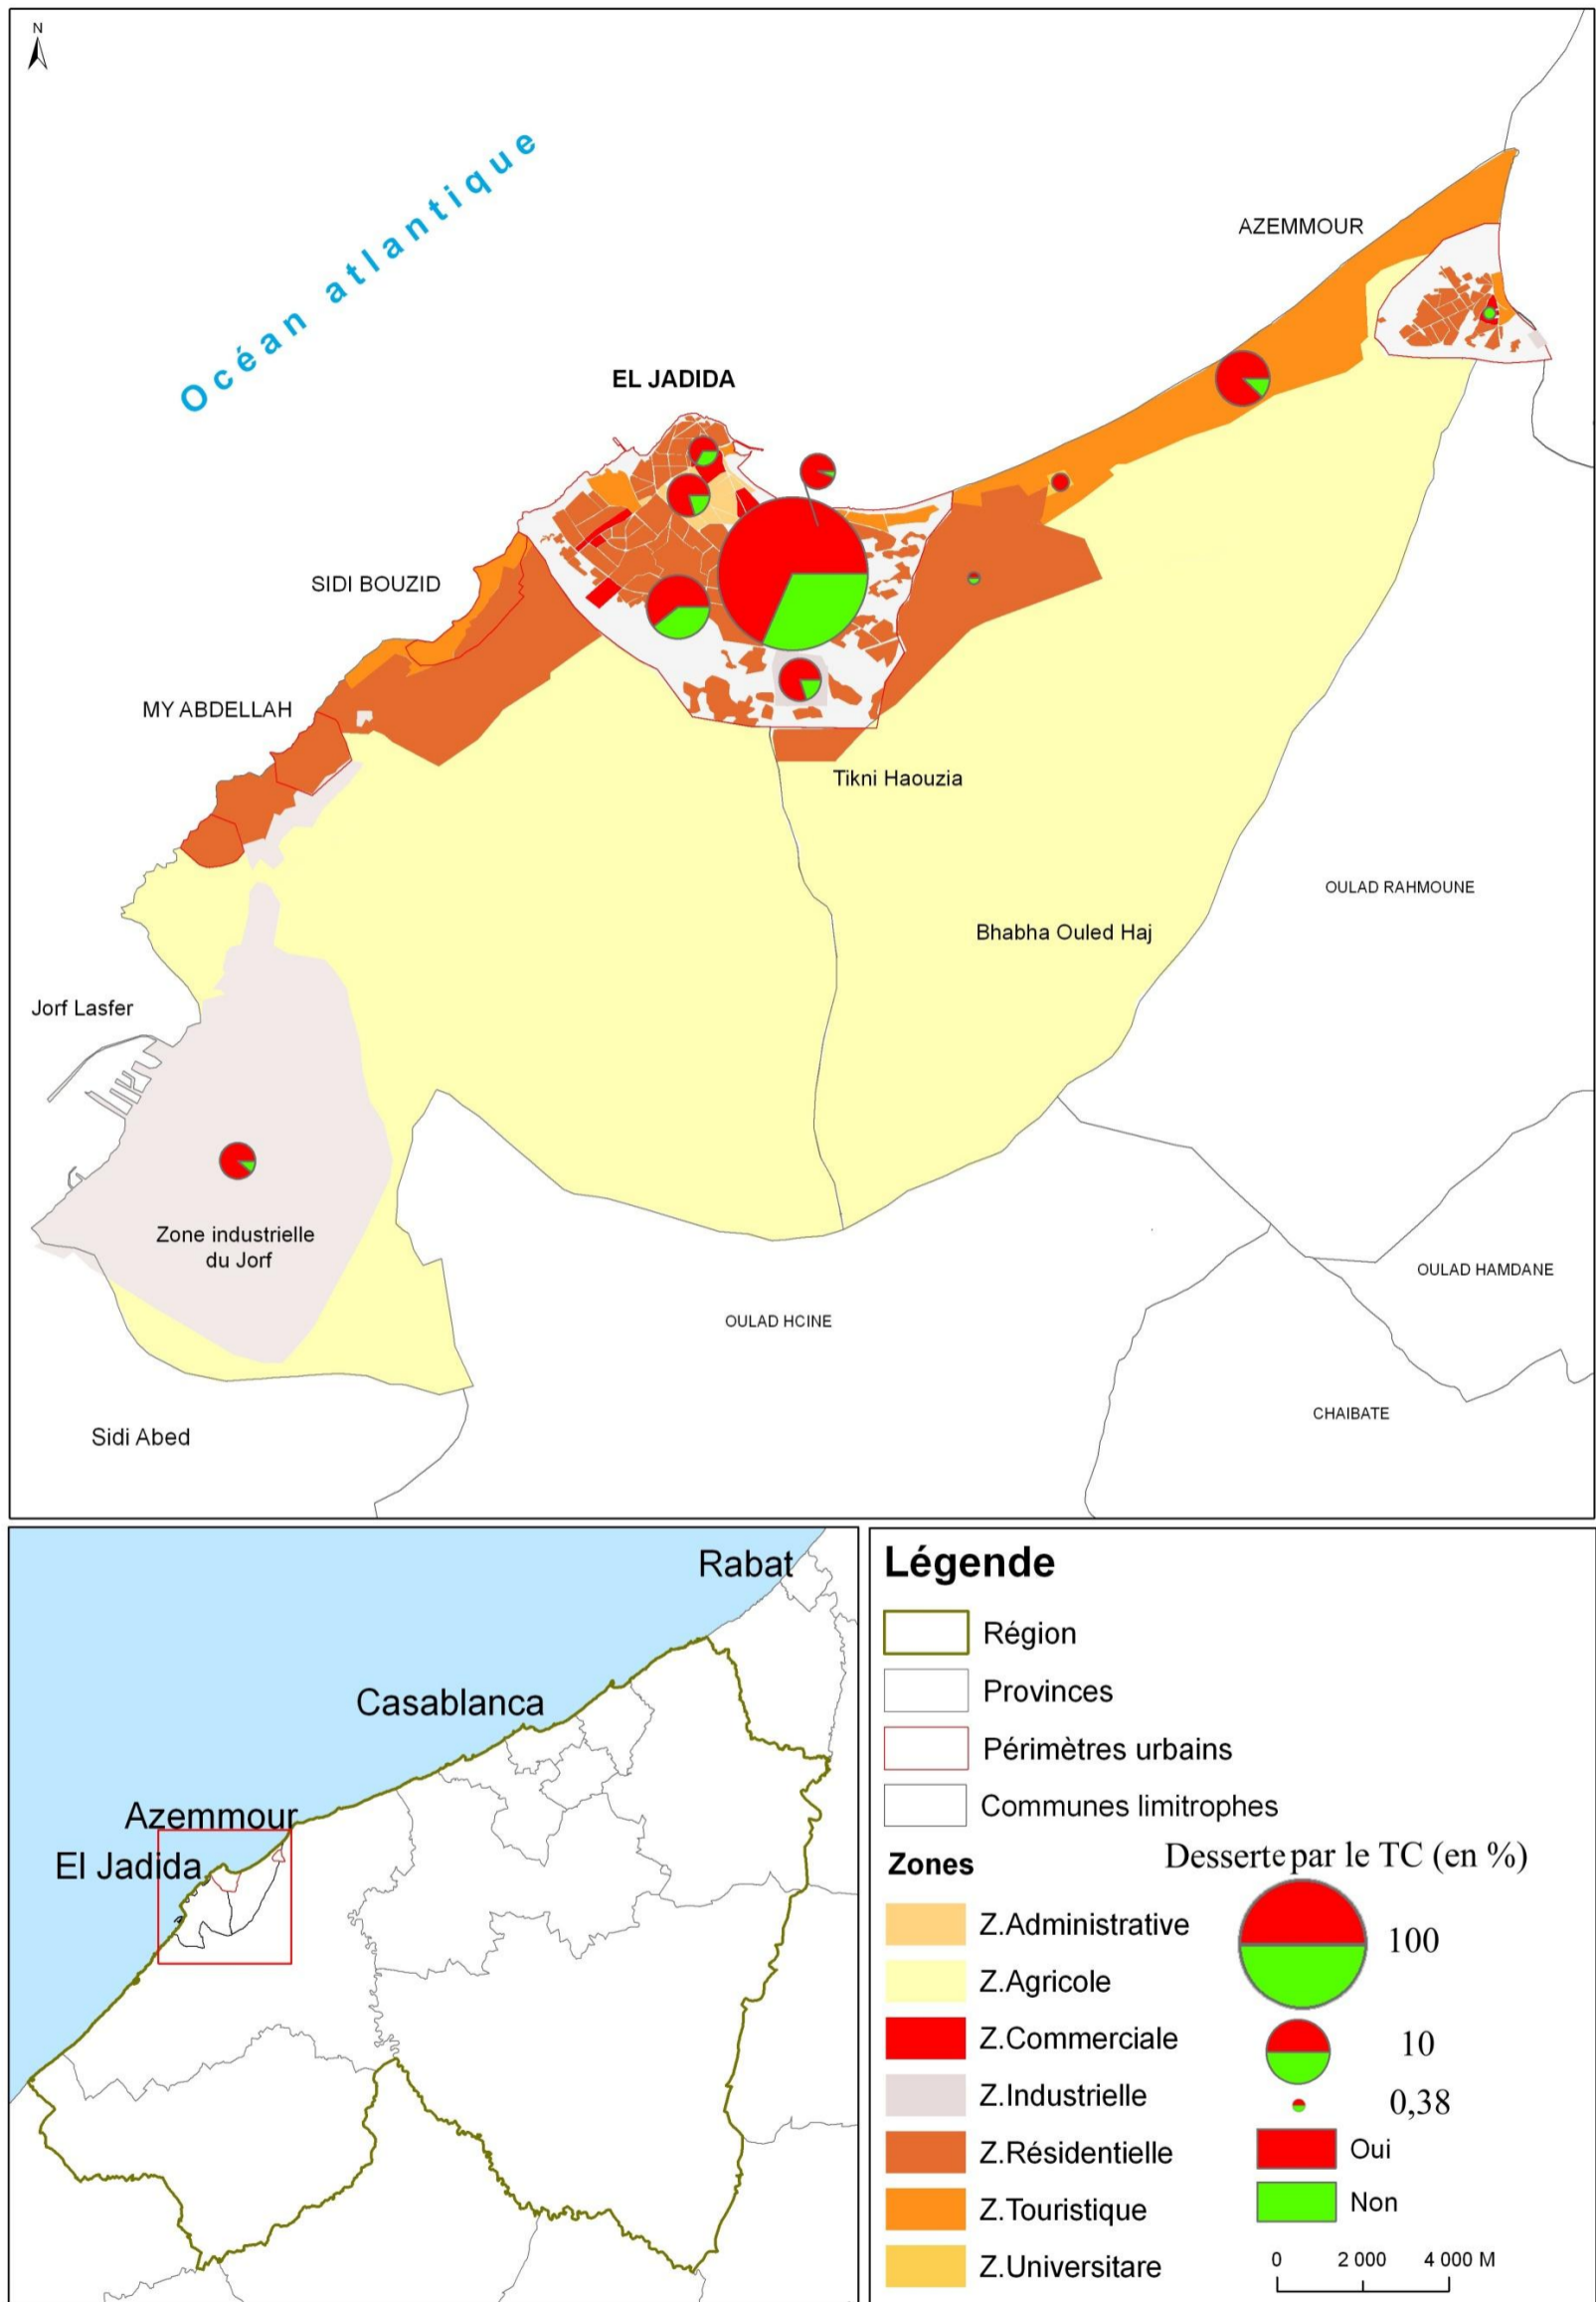 N
Océan atlantique
AZEMMOUR
EL JADIDA
SIDI BOUZID
MY ABDELLAH
Tikni Haouzia
OULAD RAHMOUNE
Bhabha Ouled Haj
Jorf Lasfer
Zone industrielle
du Jorf
OULAD HAMDANE
OULAD HCINE
CHAIBATE
Sidi Abed
Rabat
Casablanca
Azemmour
El Jadida
Légende
Région
Provinces
Périmètres urbains
Communes limitrophes
Zones
Z.Administrative
Z.Agricole
Z.Commerciale
Z.Industrielle
Z.Résidentielle
Z.Touristique
Z.Universitare
Desserte par le TC (en %)
100
10
0,38
Oui
Non
0 2 000 4 000 M